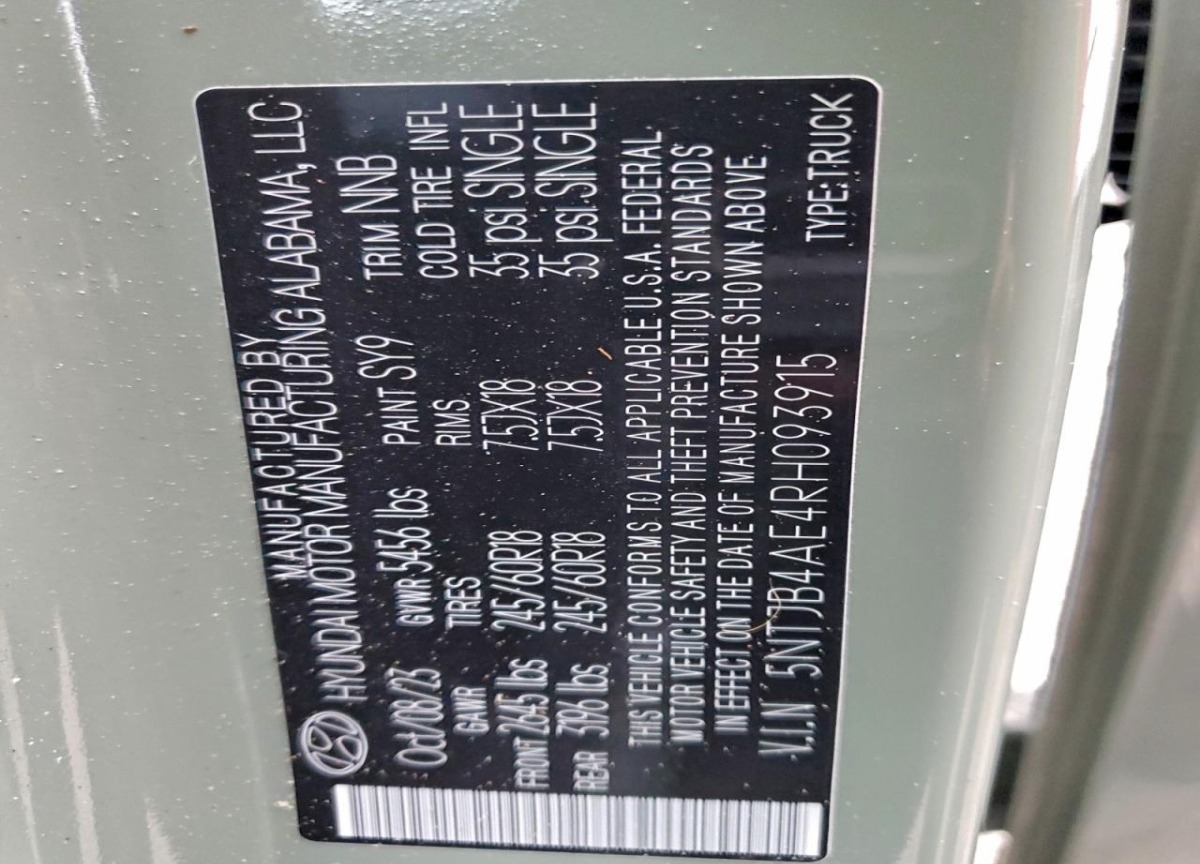 MANUFACTURED BY
HYUNDAI MOTOR MANUFACTURING ALABAMA, LLC
Oct/08/23 GVWR 5456 lbs PAINT SY9 TRIM NNB
GAWR TIRES RIMS COLD TIRE INFL
FRONT 2645 lbs 245/60R18 7.5JX18 35 psi SINGLE
REAR 3196 lbs. 245/60R18 7.5JX18 35 psi SINGLE
THIS VEHICLE CONFORMS TO ALL APPLICABLE U.S.A. FEDERAL
MOTOR VEHICLE SAFETY AND THEFT PREVENTION STANDARDS
IN EFFECT ON THE DATE OF MANUFACTURE SHOWN ABOVE.
V.I.N 5NTJB4AE4RH093915 TYPE:TRUCK